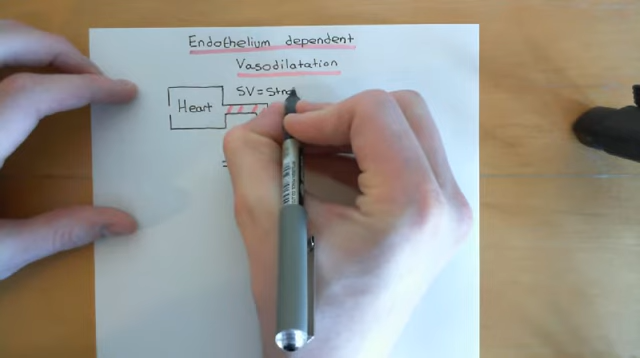 Endothelium dependent
Vasodilatation
SV = Stro
Heart
=